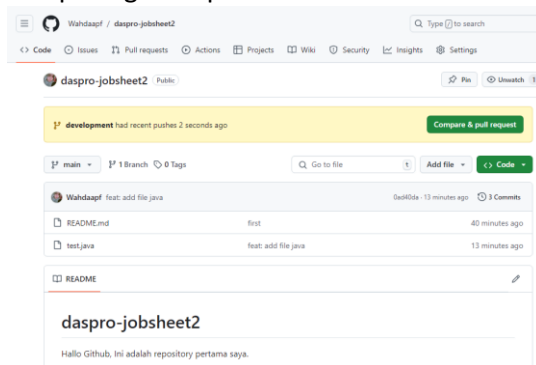 Wahdaapf / daspro-jobsheet2
Type / to search
<> Code Issues Pull requests Actions Projects Wiki Security Insights Settings
daspro-jobsheet2 Public
Pin Unwatch 1
development had recent pushes 2 seconds ago
Compare & pull request
main 1 Branch 0 Tags
Go to file t
Add file
<> Code
Wahdaapf feat: add file java
0ad40da · 13 minutes ago 3 Commits
README.md first 40 minutes ago
test.java feat: add file java 13 minutes ago
README
daspro-jobsheet2
Hallo Github, Ini adalah repository pertama saya.